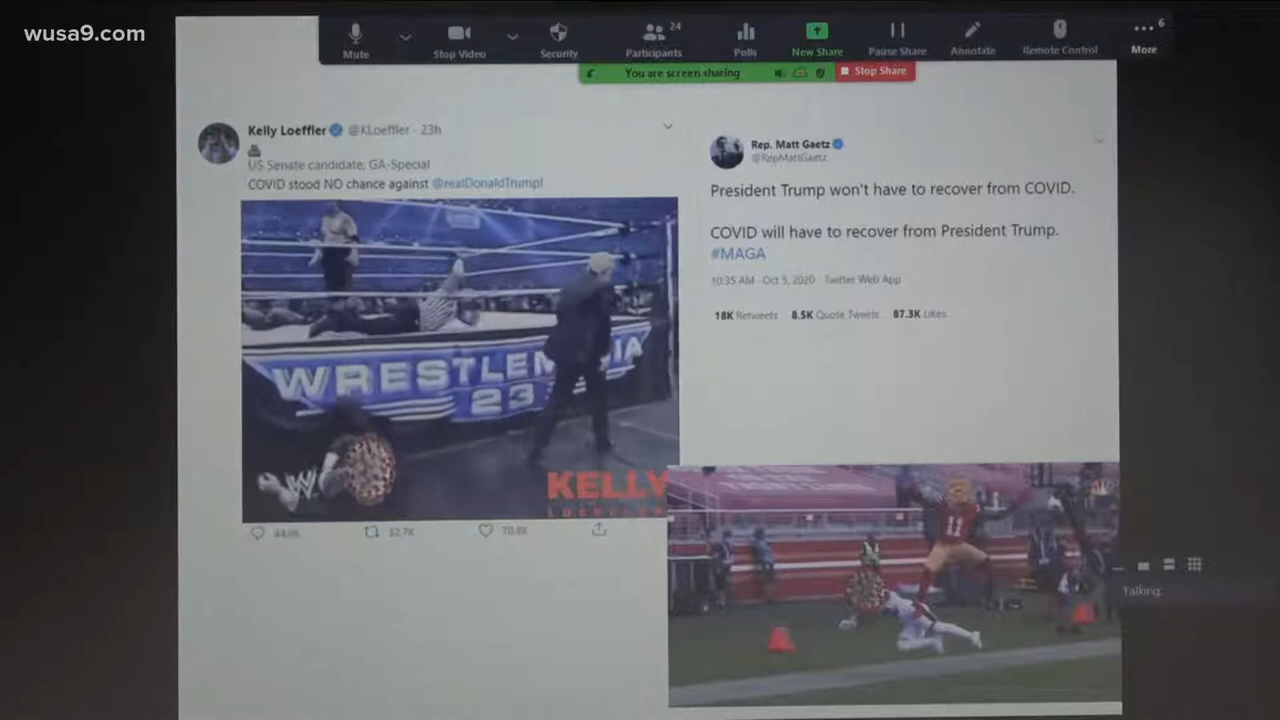 wusa9.com
Mute
Stop Video
Security
24
Participants
Polls
New Share
Pause Share
Annotate
Remote Control
6
More
You are screen sharing
Stop Share
Kelly Loeffler @KLoeffler · 23h
US Senate candidate, GA-Special
COVID stood NO chance against @realDonaldTrump!
WRESTLEMANIA
23
W
KELLY
LOEFFLER
70.8K
Rep. Matt Gaetz
@RepMattGaetz
President Trump won't have to recover from COVID.
COVID will have to recover from President Trump.
#MAGA
10:35 AM · Oct 5, 2020 · Twitter Web App
18K Retweets 8.5K Quote Tweets 87.3K Likes
11
Talking: